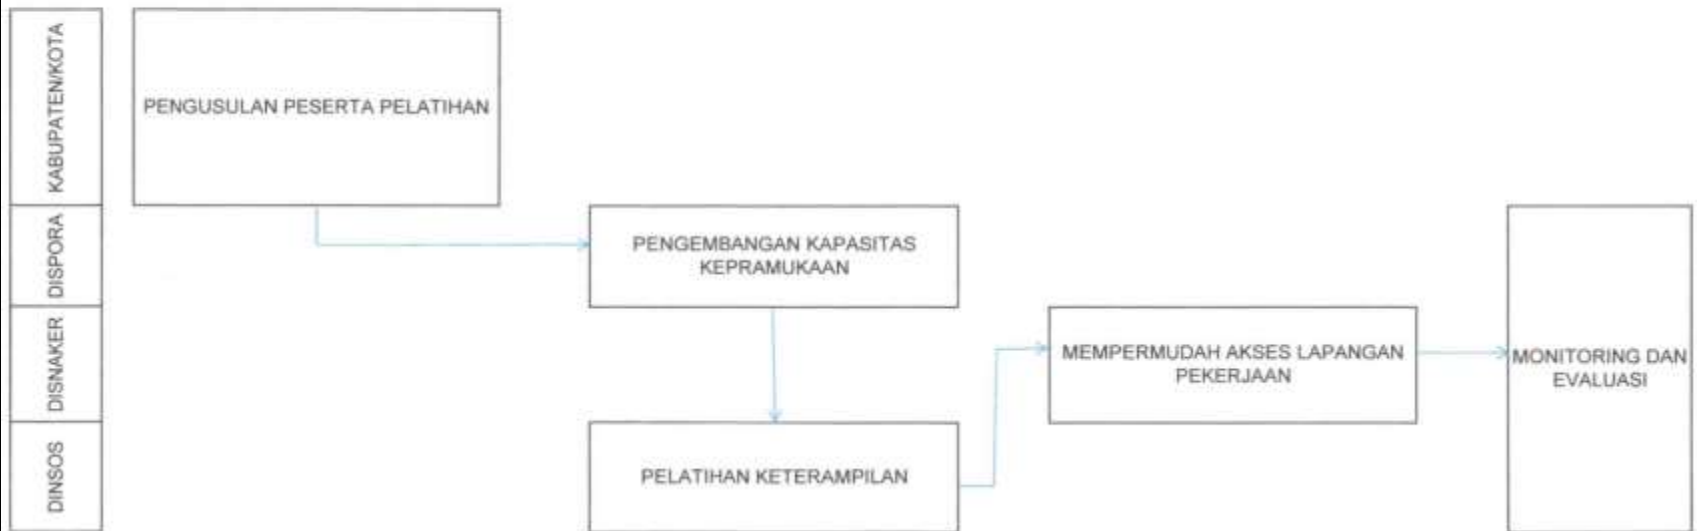 KABUPATEN/KOTA
PENGUSULAN PESERTA PELATIHAN
DISPORA
PENGEMBANGAN KAPASITAS
KEPRAMUKAAN
DISNAKER
MEMPERMUDAH AKSES LAPANGAN
PEKERJAAN
MONITORING DAN
EVALUASI
DINSOS
PELATIHAN KETERAMPILAN